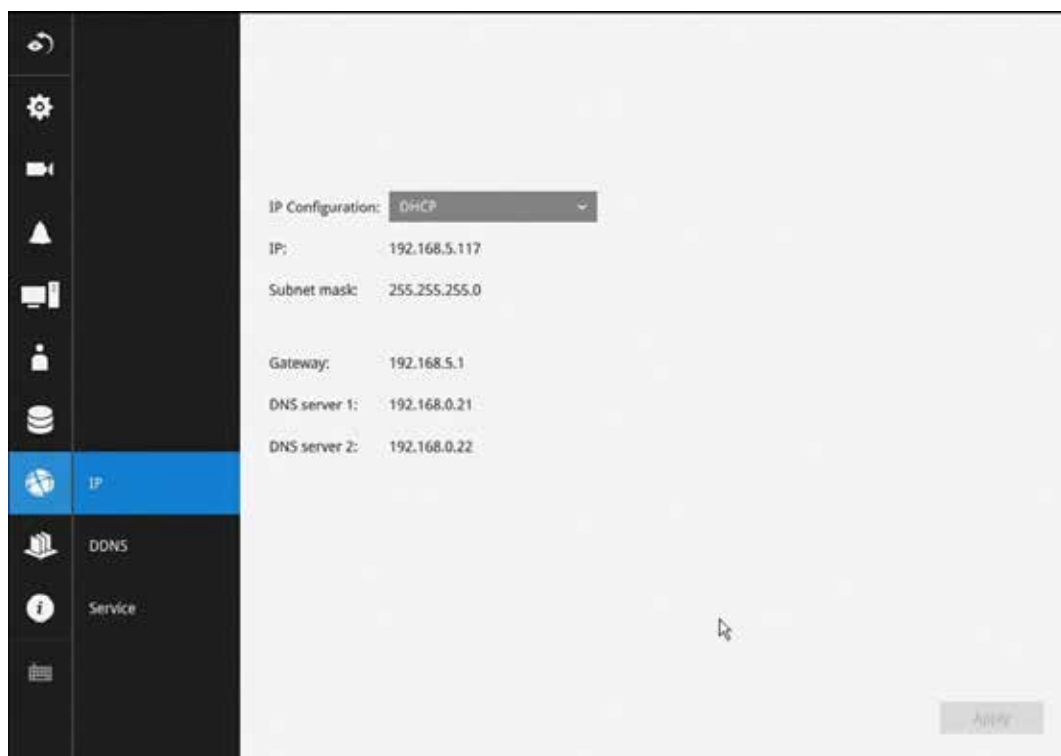 IP Configuration: DHCP
IP: 192.168.5.117
Subnet mask: 255.255.255.0
Gateway: 192.168.5.1
DNS server 1: 192.168.0.21
DNS server 2: 192.168.0.22
IP
DDNS
Service
Apply